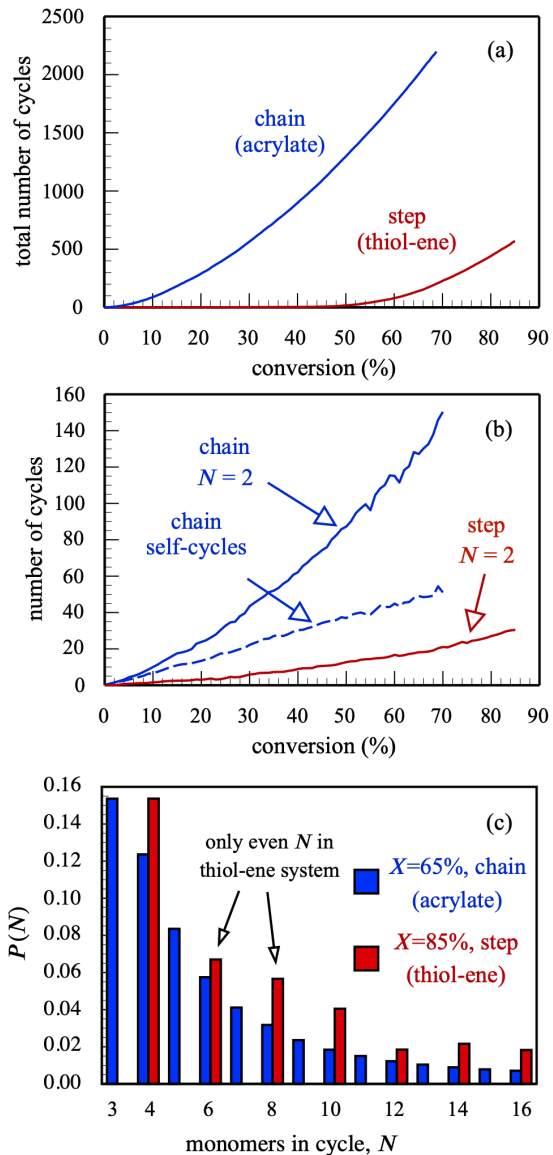 2500
(a)
2000
chain
(acrylate)
1500
total number of cycles
1000
step
(thiol-ene)
500
0
0 10 20 30 40 50 60 70 80 90
conversion (%)
160
(b)
140
chain
N = 2
120
100
chain
self-cycles
number of cycles
80
step
N = 2
60
40
20
0
0 10 20 30 40 50 60 70 80 90
conversion (%)
0.16
(c)
0.14
only even N in
thiol-ene system
0.12
X=65%, chain
(acrylate)
0.10
P(N)
0.08
X=85%, step
(thiol-ene)
0.06
0.04
0.02
0.00
3 4 6 8 10 12 14 16
monomers in cycle, N